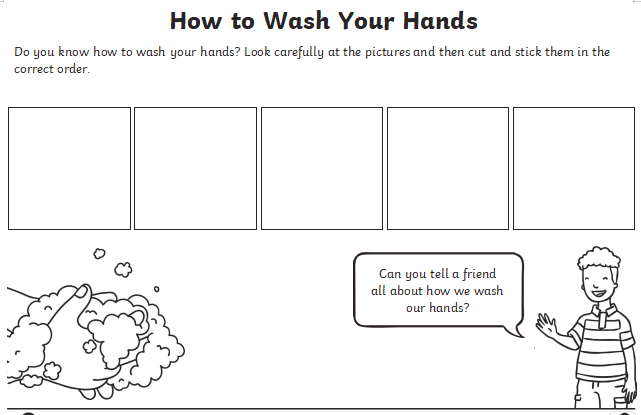 How to Wash Your Hands
Do you know how to wash your hands? Look carefully at the pictures and then cut and stick them in the
correct order.
Can you tell a friend
all about how we wash
our hands?